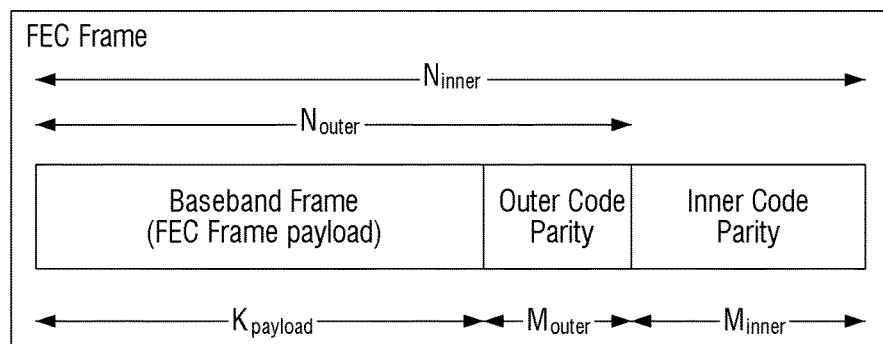 FEC Frame
Ninner
Nouter
Baseband Frame
(FEC Frame payload)
Outer Code
Parity
Inner Code
Parity
Kpayload
Mouter
Minner